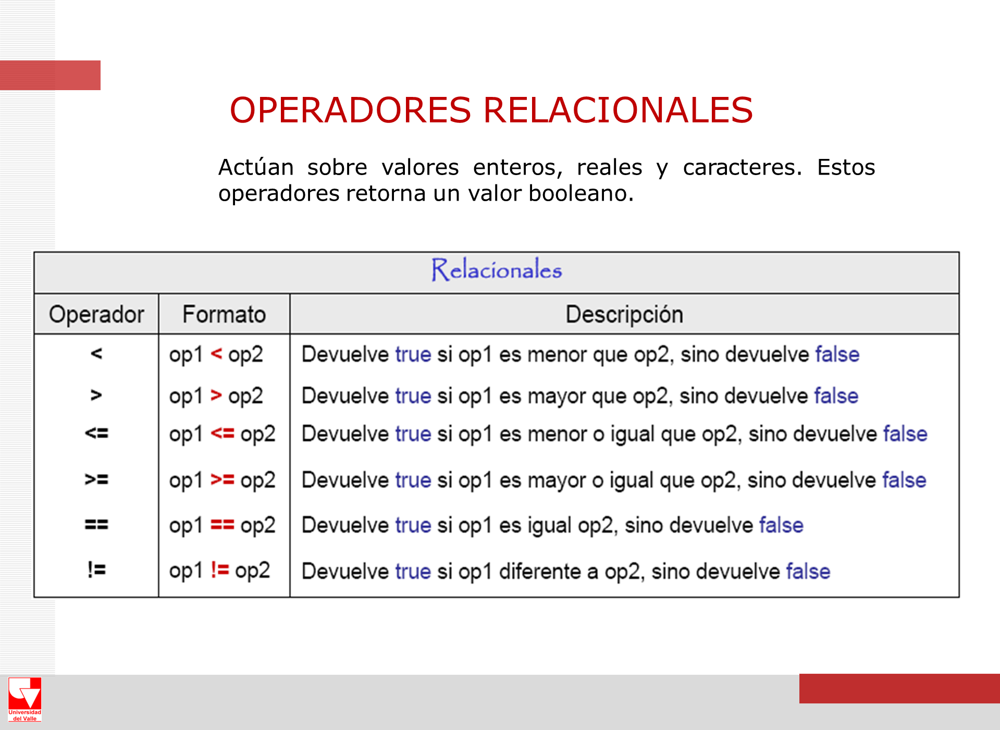 OPERADORES RELACIONALES
Actúan sobre valores enteros, reales y caracteres. Estos
operadores retorna un valor booleano.
Relacionales
Operador Formato Descripción
< op1 < op2 Devuelve true si op1 es menor que op2, sino devuelve false
> op1 > op2 Devuelve true si op1 es mayor que op2, sino devuelve false
<= op1 <= op2 Devuelve true si op1 es menor o igual que op2, sino devuelve false
>= op1 >= op2 Devuelve true si op1 es mayor o igual que op2, sino devuelve false
== op1 == op2 Devuelve true si op1 es igual op2, sino devuelve false
!= op1 != op2 Devuelve true si op1 diferente a op2, sino devuelve false
Universidad
del Valle